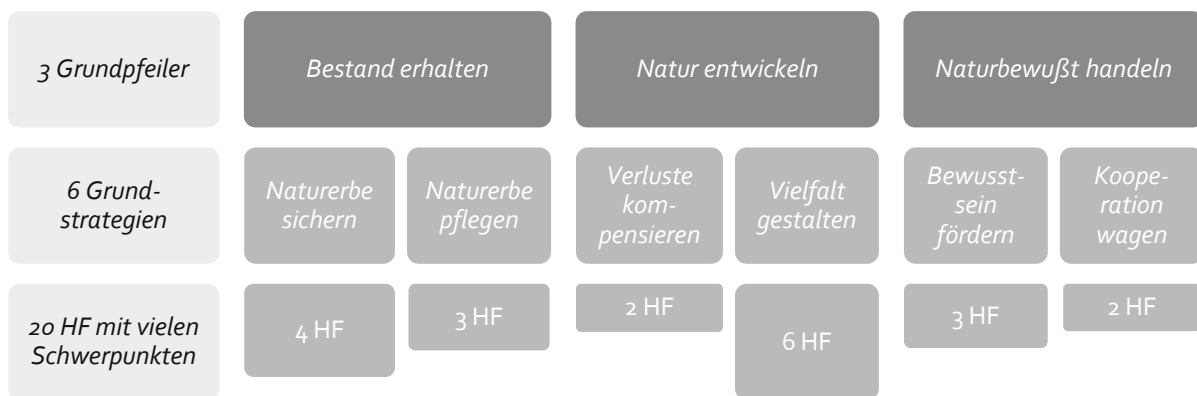 3 Grundpfeiler
Bestand erhalten
Natur entwickeln
Naturbewußt handeln
6 Grund-
strategien
Naturerbe
sichern
Naturerbe
pflegen
Verluste
kom-
pensieren
Vielfalt
gestalten
Bewusst-
sein
fördern
Koope-
ration
wagen
20 HF mit vielen
Schwerpunkten
4 HF
3 HF
2 HF
6 HF
3 HF
2 HF